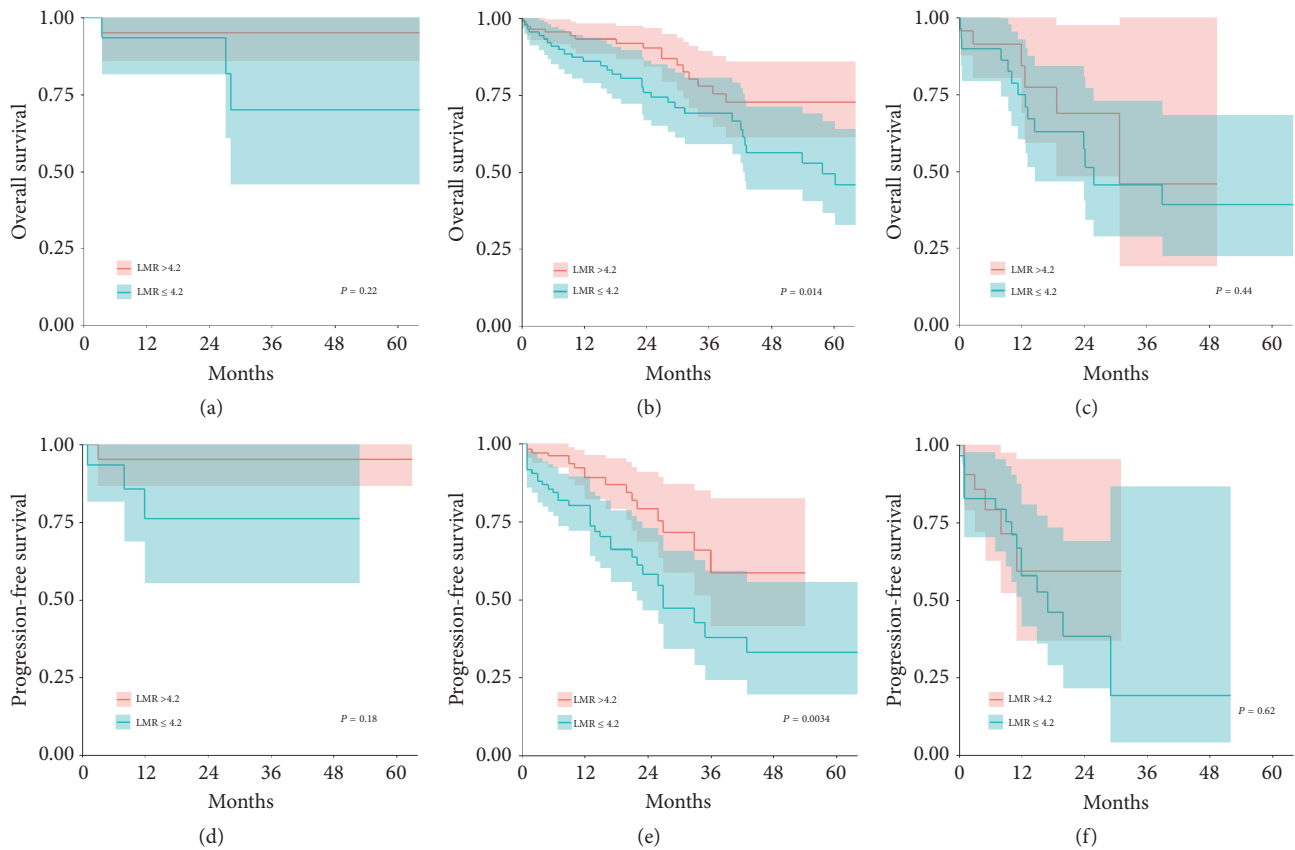 Overall survival
1.00
0.75
0.50
0.25
0.00
LMR >4.2
LMR ≤ 4.2
P = 0.22
0 12 24 36 48 60
Months
(a)
Overall survival
1.00
0.75
0.50
0.25
0.00
LMR >4.2
LMR ≤ 4.2
P = 0.014
0 12 24 36 48 60
Months
(b)
Overall survival
1.00
0.75
0.50
0.25
0.00
LMR >4.2
LMR ≤ 4.2
P = 0.44
0 12 24 36 48 60
Months
(c)
Progression-free survival
1.00
0.75
0.50
0.25
0.00
LMR >4.2
LMR ≤ 4.2
P = 0.18
0 12 24 36 48 60
Months
(d)
Progression-free survival
1.00
0.75
0.50
0.25
0.00
LMR >4.2
LMR ≤ 4.2
P = 0.0034
0 12 24 36 48 60
Months
(e)
Progression-free survival
1.00
0.75
0.50
0.25
0.00
LMR >4.2
LMR ≤ 4.2
P = 0.62
0 12 24 36 48 60
Months
(f)